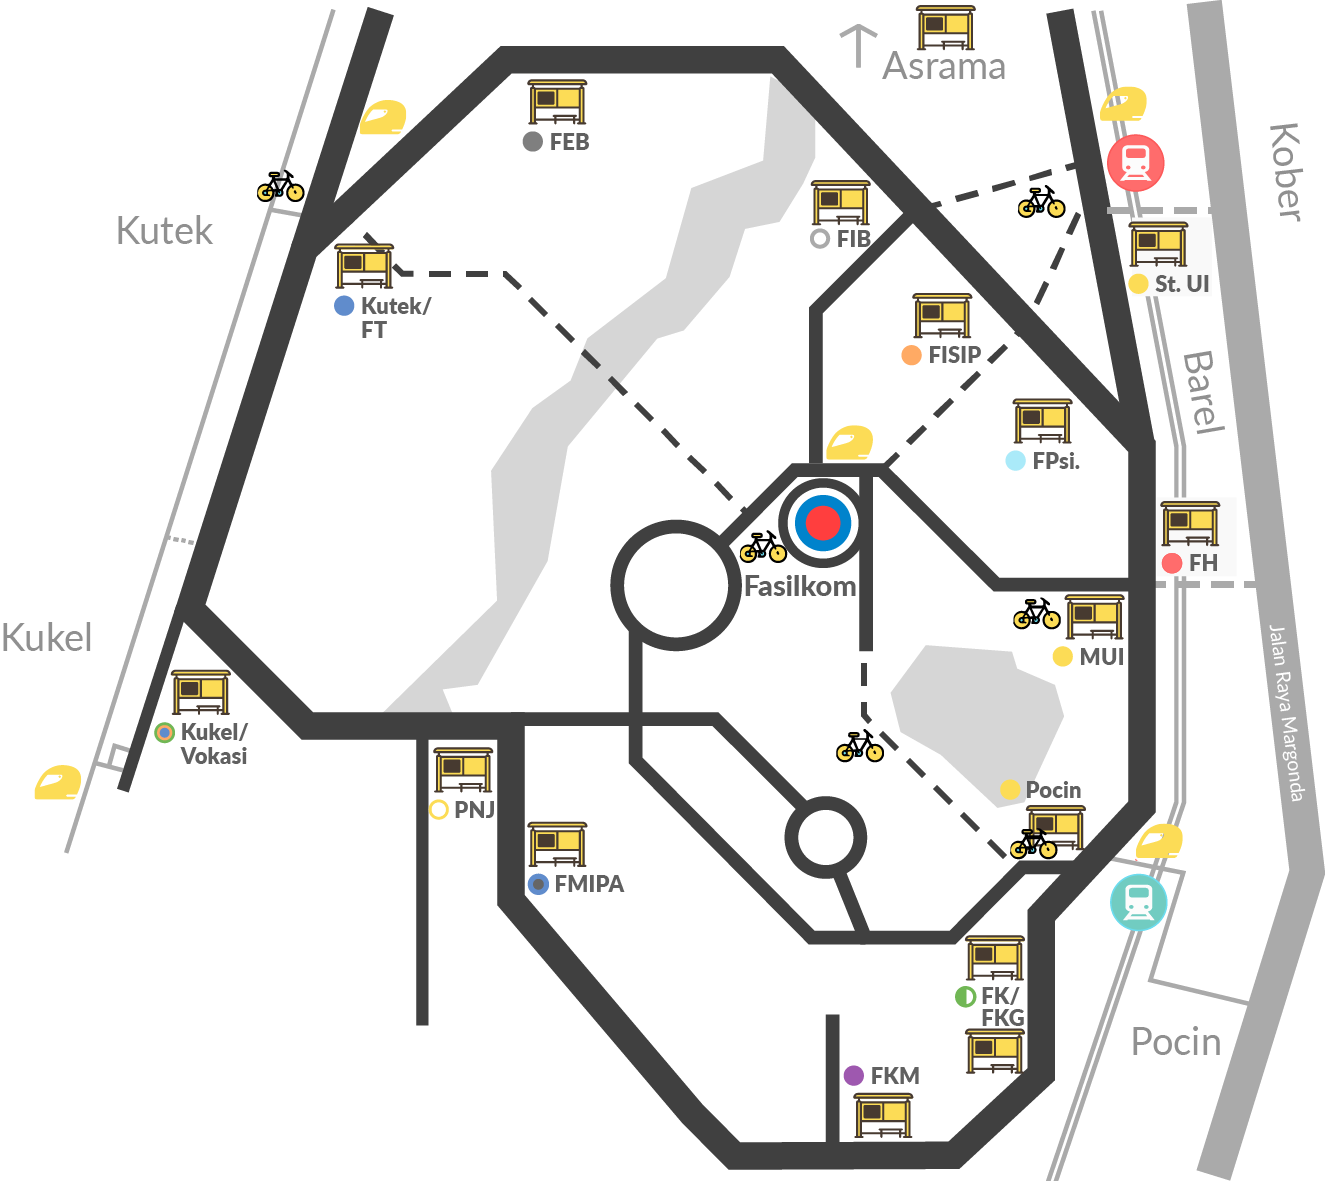 Asrama
FEB
Kober
Kutek
FIB
St. UI
Kutek/
FT
FISIP
Barel
FPsi.
FH
Fasilkom
Kukel
MUI
Jalan Raya Margonda
Kukel/
Vokasi
Pocin
PNJ
FMIPA
FK/
FKG
Pocin
FKM